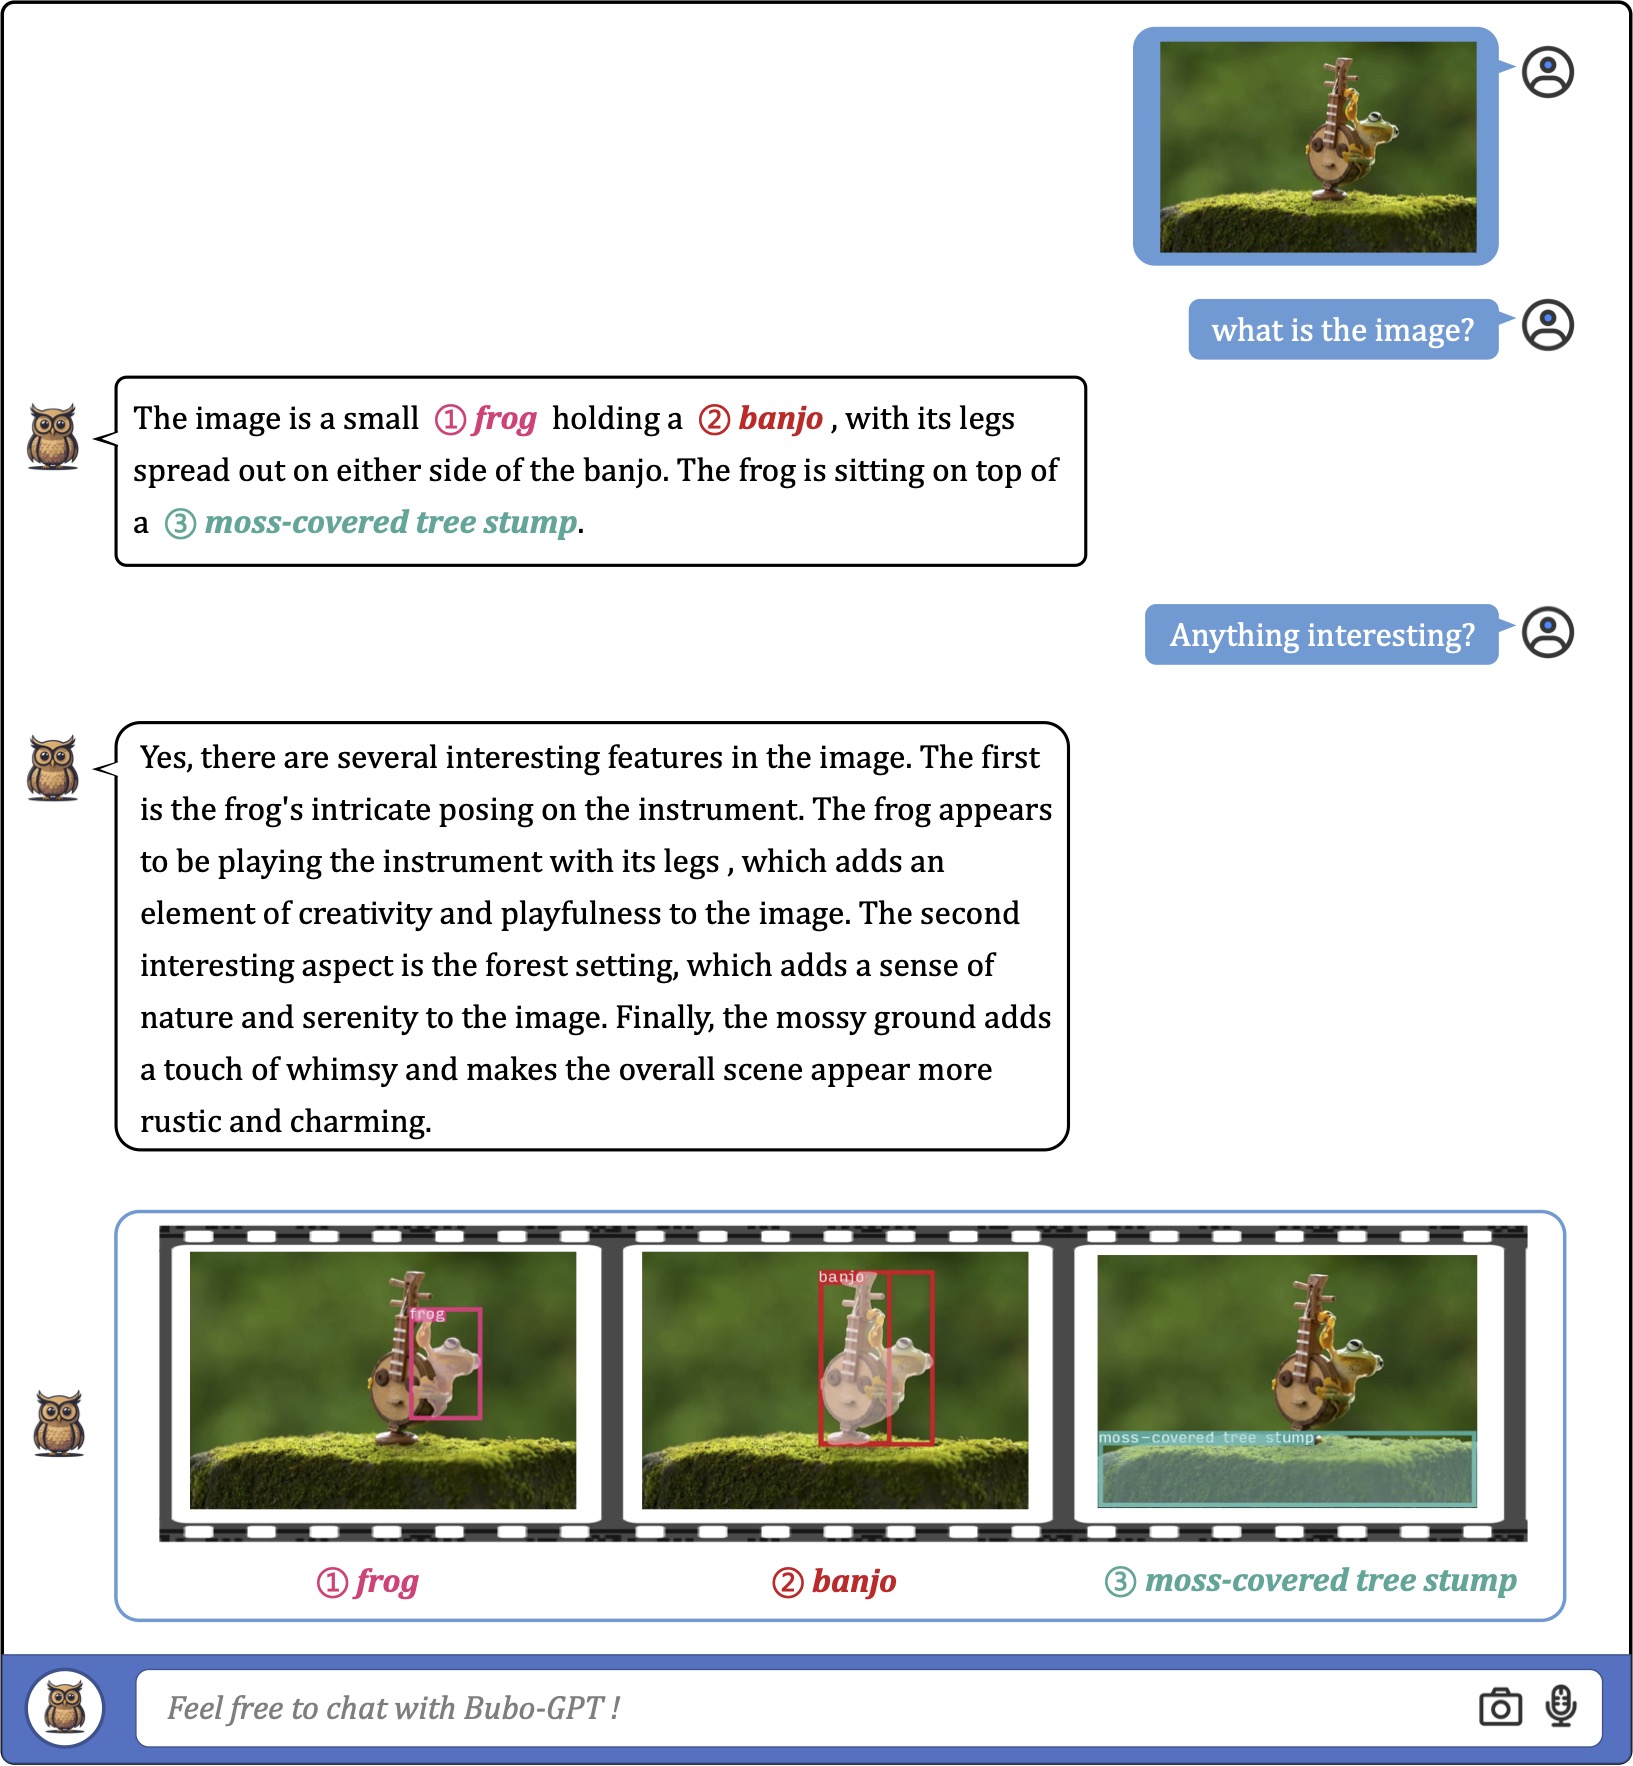 what is the image?
The image is a small ① frog holding a ② banjo , with its legs
spread out on either side of the banjo. The frog is sitting on top of
a ③ moss-covered tree stump.
Anything interesting?
Yes, there are several interesting features in the image. The first
is the frog's intricate posing on the instrument. The frog appears
to be playing the instrument with its legs , which adds an
element of creativity and playfulness to the image. The second
interesting aspect is the forest setting, which adds a sense of
nature and serenity to the image. Finally, the mossy ground adds
a touch of whimsy and makes the overall scene appear more
rustic and charming.
frog
banjo
moss-covered tree stump
① frog
② banjo
③ moss-covered tree stump
Feel free to chat with Bubo-GPT !